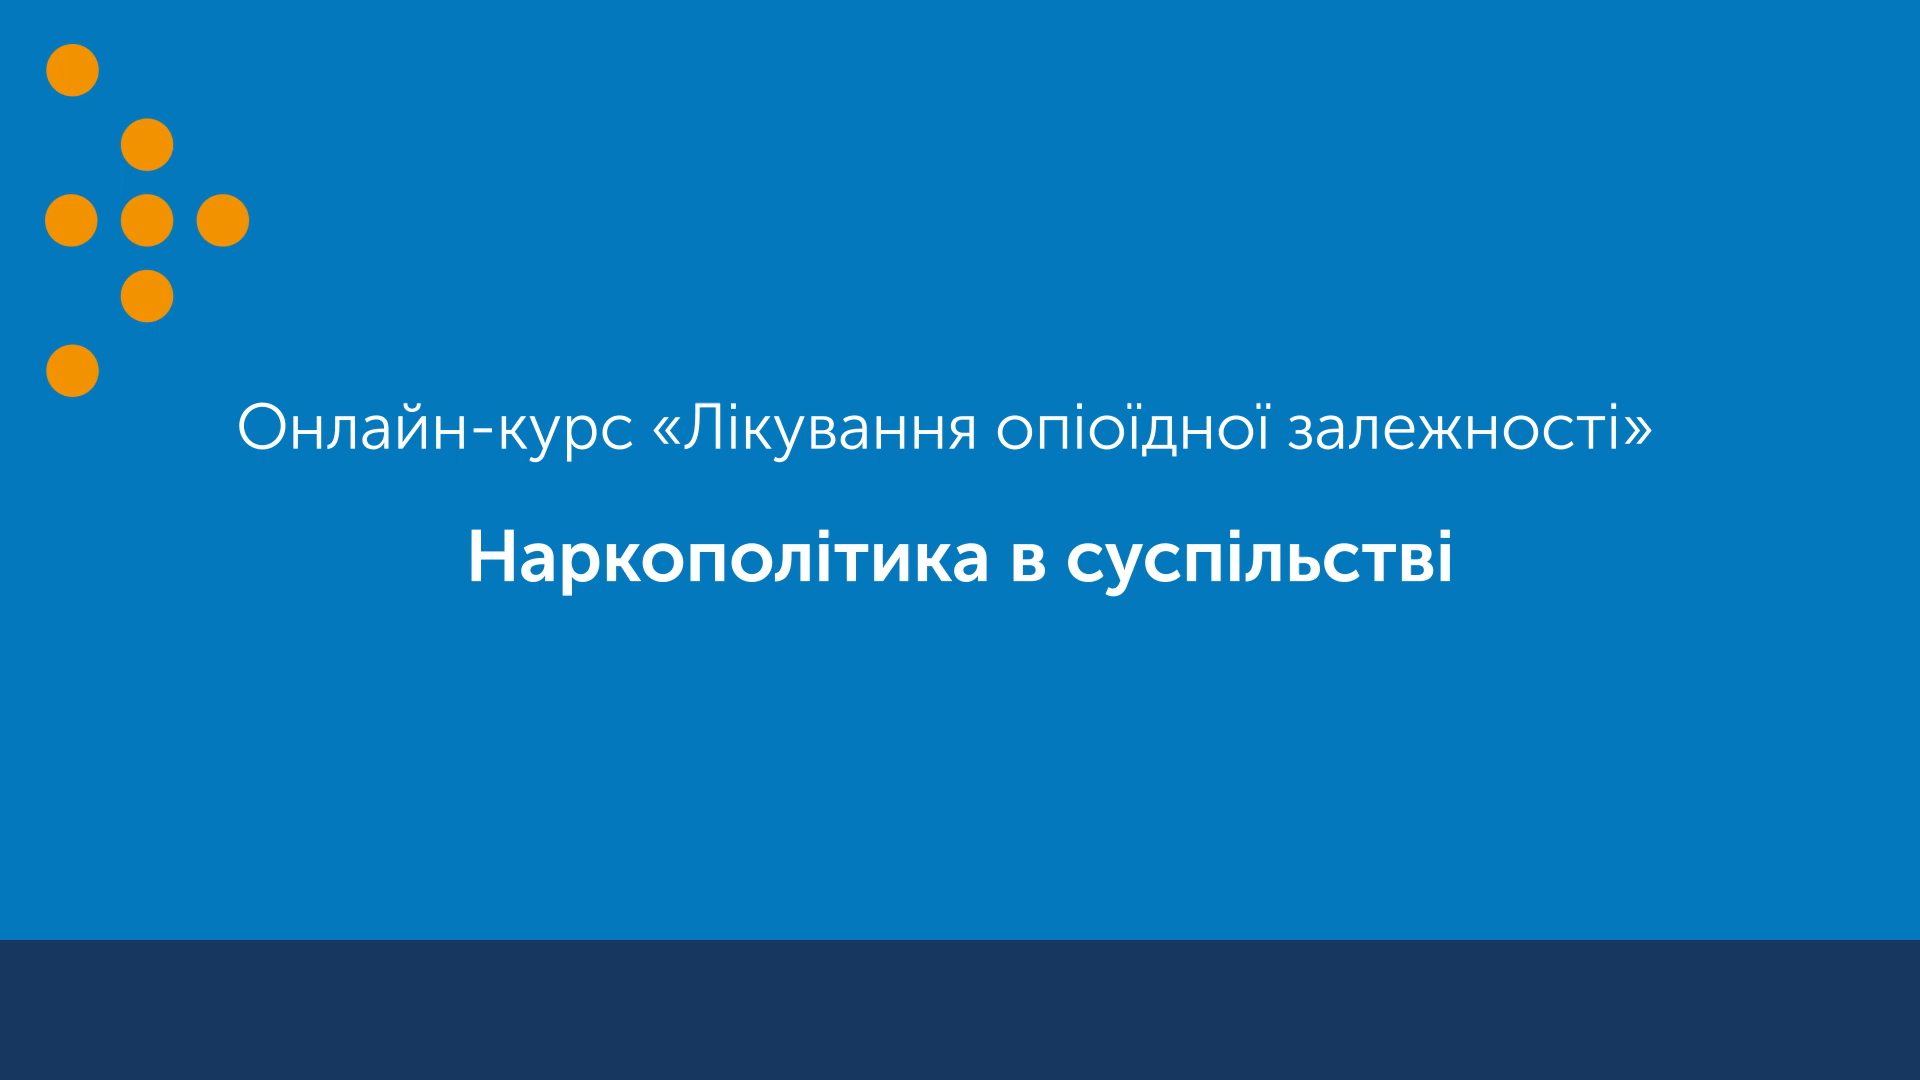 Онлайн-курс «Лікування опіоїдної залежності»
Наркополітика в суспільстві